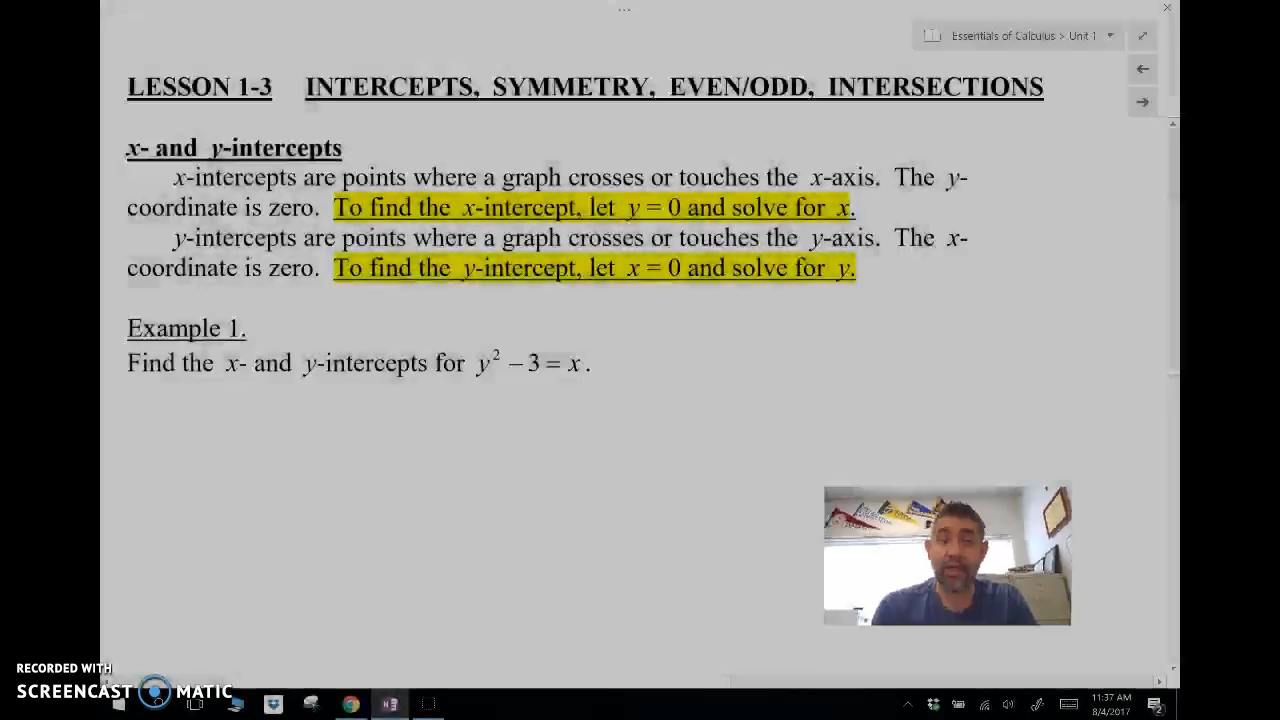 Essentials of Calculus > Unit 1
LESSON 1-3 INTERCEPTS, SYMMETRY, EVEN/ODD, INTERSECTIONS
x- and y-intercepts
x-intercepts are points where a graph crosses or touches the x-axis. The y-
coordinate is zero. To find the x-intercept, let y = 0 and solve for x.
y-intercepts are points where a graph crosses or touches the y-axis. The x-
coordinate is zero. To find the y-intercept, let x = 0 and solve for y.
Example 1.
Find the x- and y-intercepts for y² − 3 = x.
RECORDED WITH
SCREENCAST MATIC
11:37 AM
8/4/2017